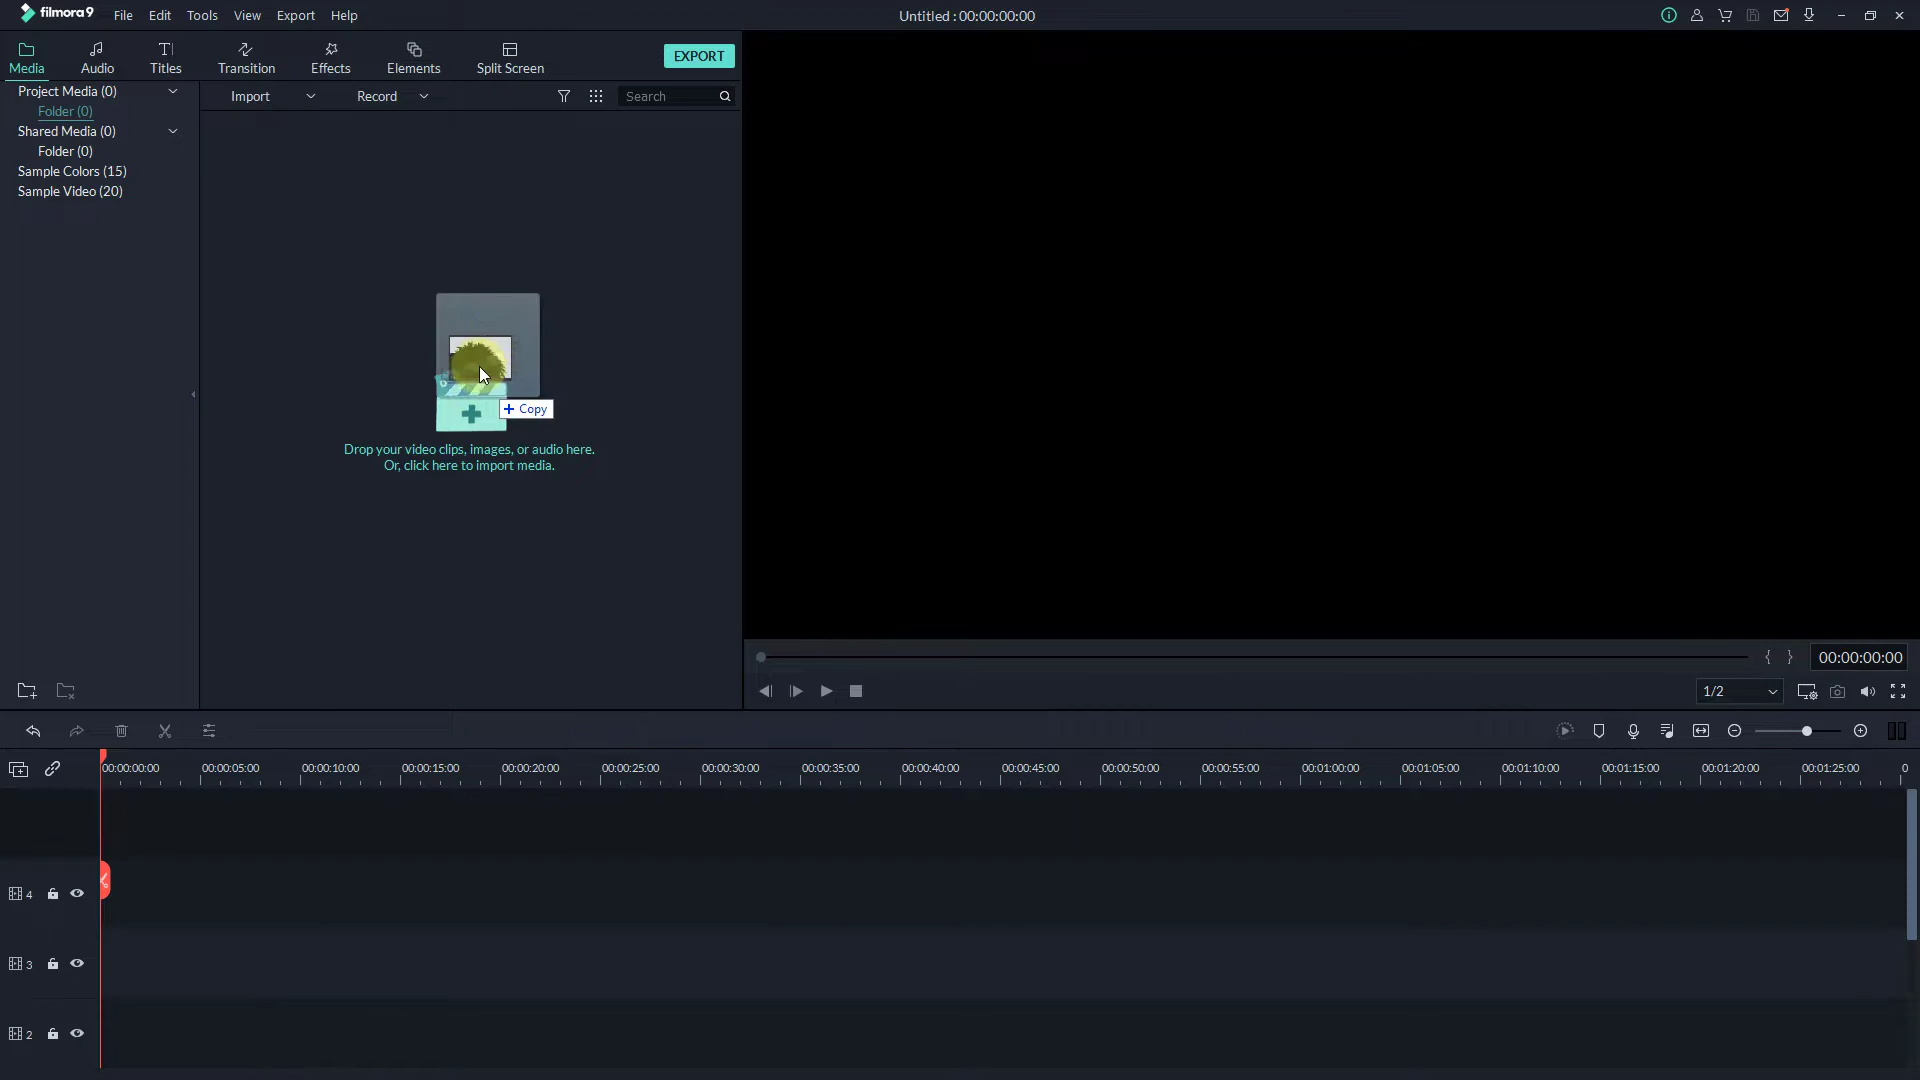 filmora9 File Edit Tools View Export Help Untitled : 00:00:00:00
Media Audio Titles Transition Effects Elements Split Screen EXPORT
Project Media (0)
Folder (0)
Shared Media (0)
Folder (0)
Sample Colors (15)
Sample Video (20)
Import Record Search
+ Copy
Drop your video clips, images, or audio here.
Or, click here to import media.
{ } 00:00:00:00
1/2
00:00:00:00 00:00:05:00 00:00:10:00 00:00:15:00 00:00:20:00 00:00:25:00 00:00:30:00 00:00:35:00 00:00:40:00 00:00:45:00 00:00:50:00 00:00:55:00 00:01:00:00 00:01:05:00 00:01:10:00 00:01:15:00 00:01:20:00 00:01:25:00 0
4
3
2